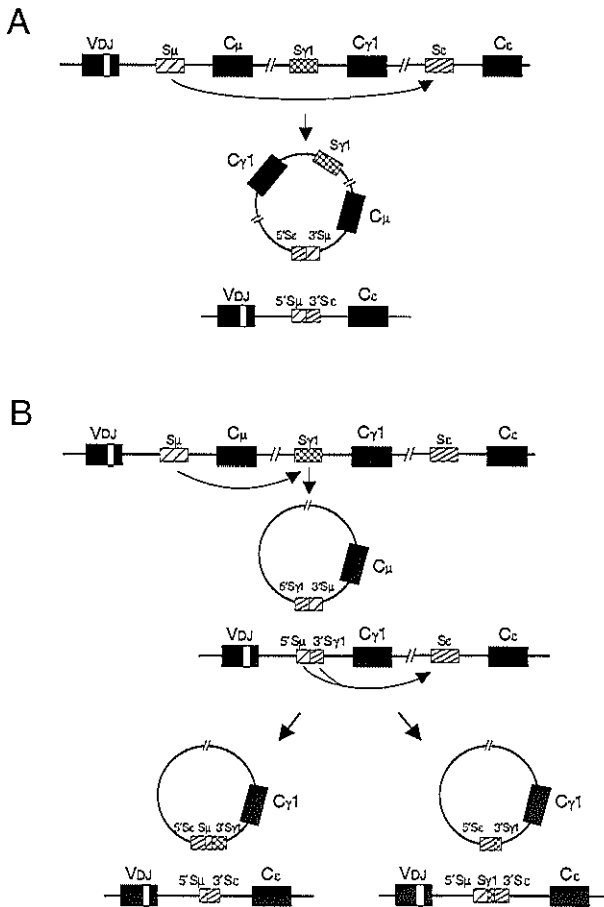 A
VDJ Sμ Cμ Sγ1 Cγ1 Sε Cε
Cγ1 Sγ1
Cμ
5'Sε 3'Sμ
VDJ 5'Sμ 3'Sε Cε
B
VDJ Sμ Cμ Sγ1 Cγ1 Sε Cε
Cμ
5'Sγ1 3'Sμ
VDJ 5'Sμ 3'Sγ1 Cγ1 Sε Cε
Cγ1 Cγ1
5'Sε Sμ 3'Sγ1 5'Sε 3'Sγ1
VDJ 5'Sμ 3'Sε Cε VDJ 5'Sμ Sγ1 3'Sε Cε